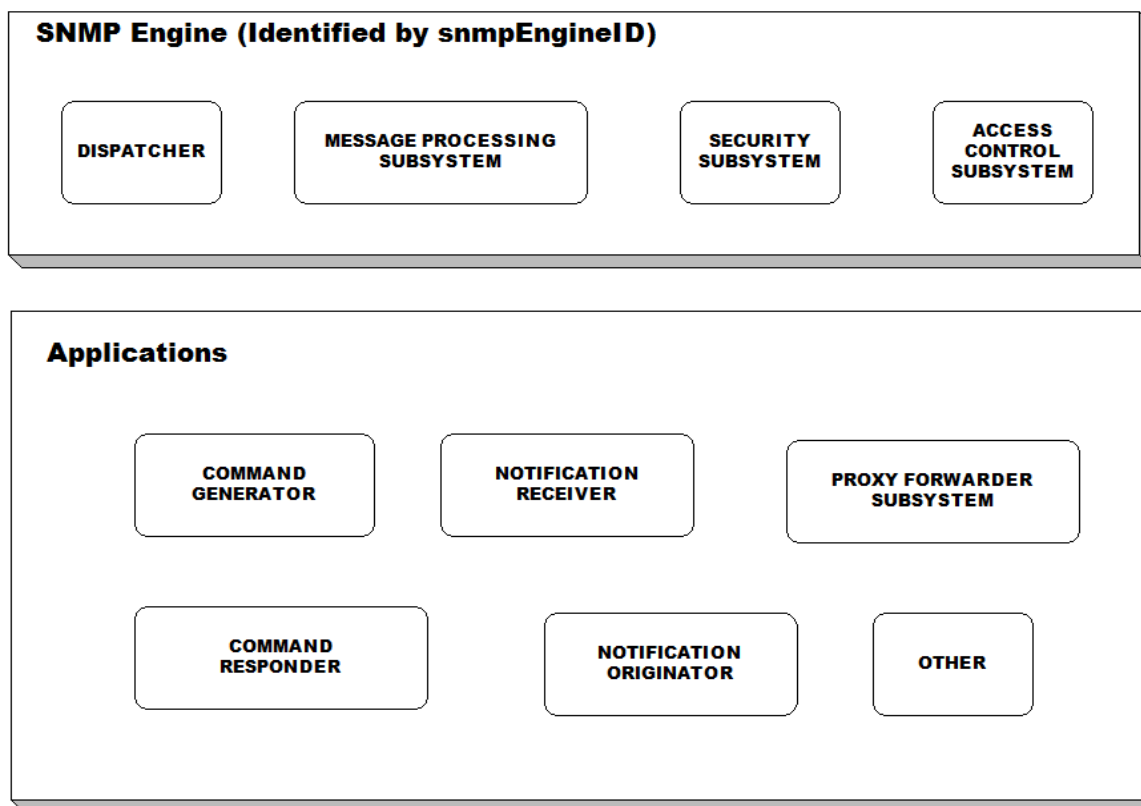 SNMP Engine (Identified by snmpEngineID)
DISPATCHER
MESSAGE PROCESSING
SUBSYSTEM
SECURITY
SUBSYSTEM
ACCESS
CONTROL
SUBSYSTEM
Applications
COMMAND
GENERATOR
NOTIFICATION
RECEIVER
PROXY FORWARDER
SUBSYSTEM
COMMAND
RESPONDER
NOTIFICATION
ORIGINATOR
OTHER